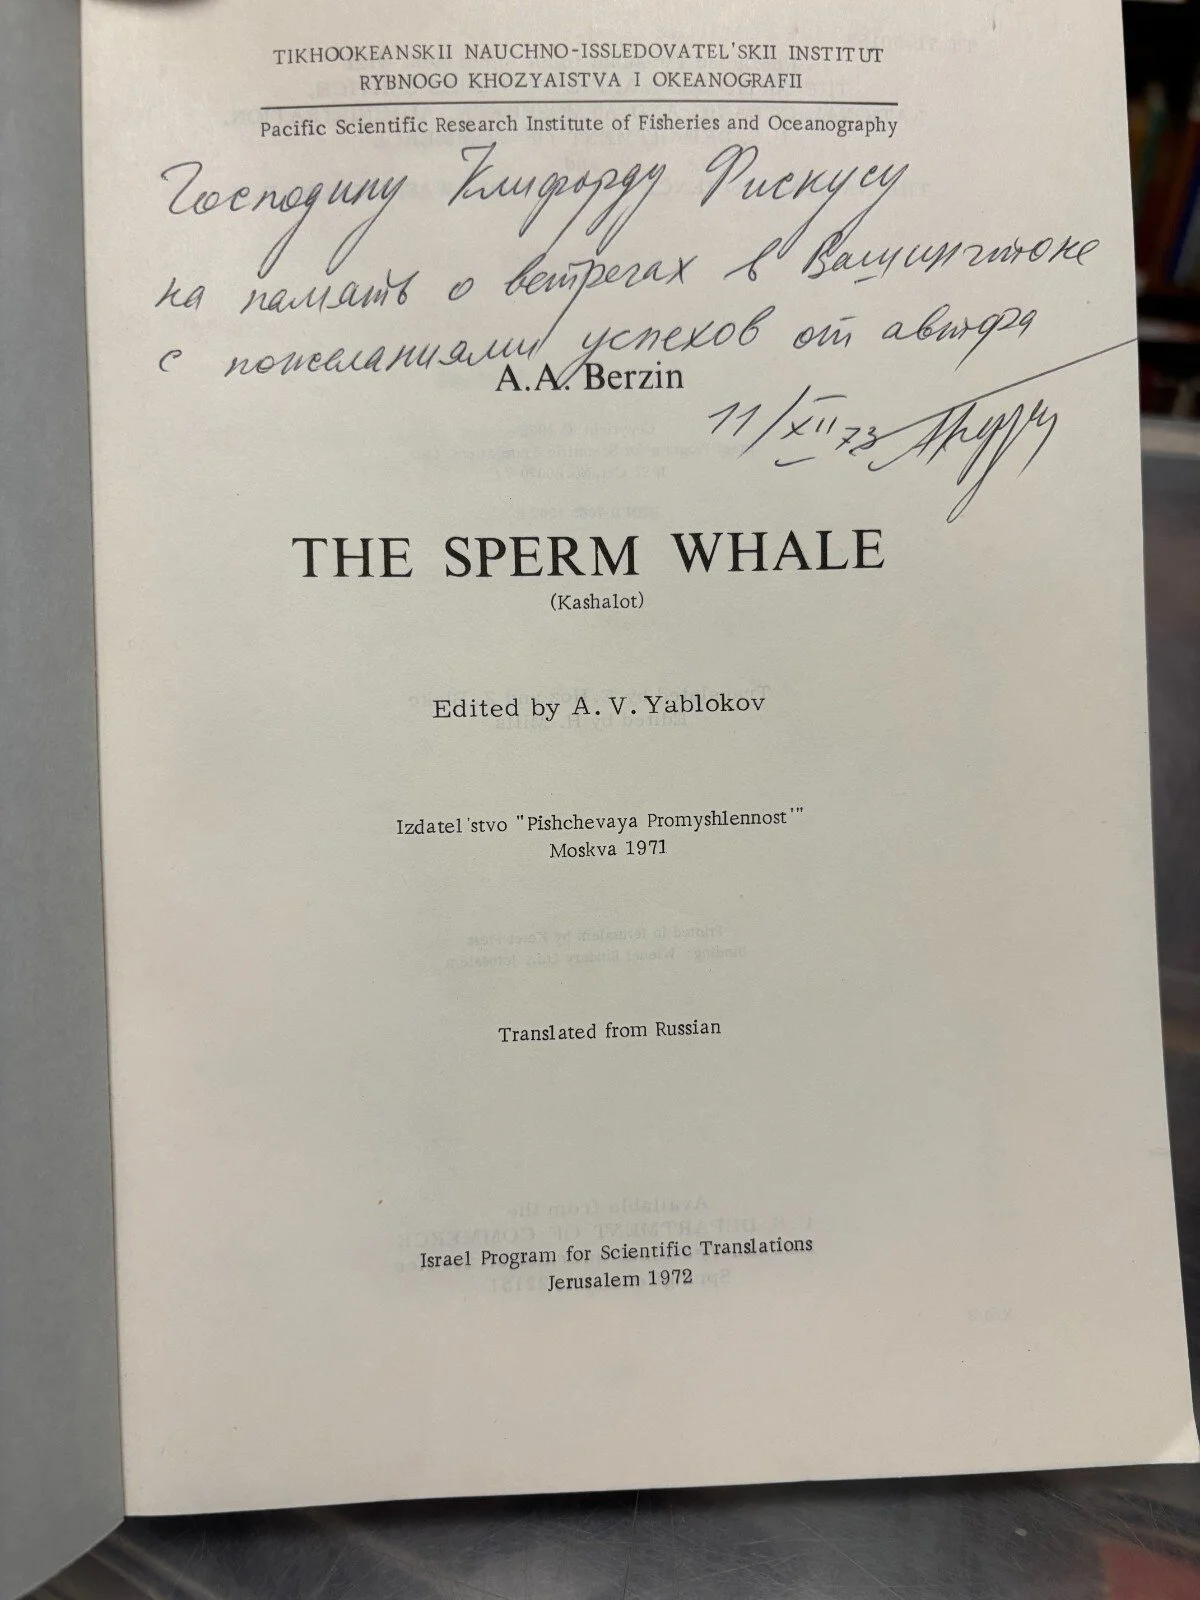 TIKHOOKEANSKII NAUCHNO-ISSLEDOVATEL'SKII INSTITUT
RYBNOGO KHOZYAISTVA I OKEANOGRAFII
Pacific Scientific Research Institute of Fisheries and Oceanography
Господину Клифорду Фискусу
на память о встречах в Вашингтоне
с пожеланиями успехов от автора
A.A. Berzin
11/XII 73
THE SPERM WHALE
(Kashalot)
Edited by A. V. Yablokov
Izdatel'stvo "Pishchevaya Promyshlennost'"
Moskva 1971
Translated from Russian
Israel Program for Scientific Translations
Jerusalem 1972